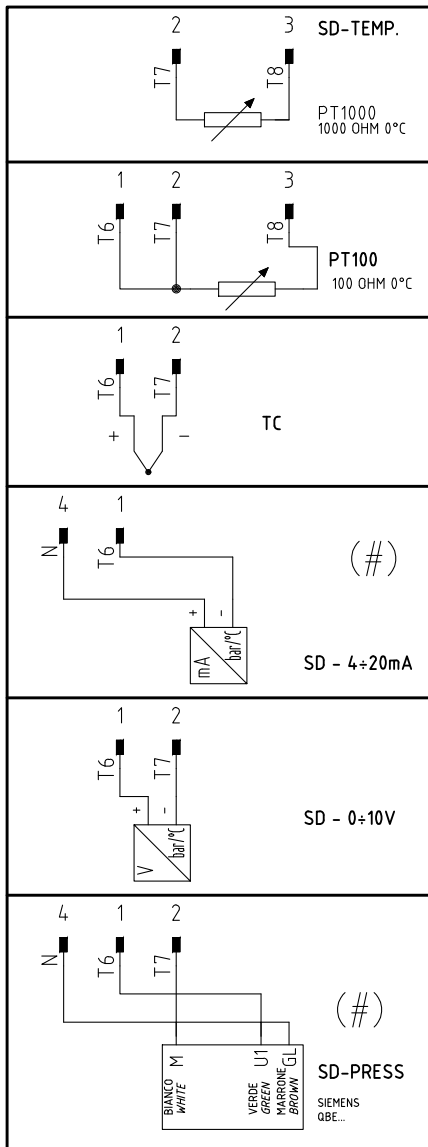 2 3 SD-TEMP.
T7 T8
PT1000
1000 OHM 0°C
1 2 3
T6 T7 T8
PT100
100 OHM 0°C
1 2
T6 T7
+ -
TC
4 1
N T6
(#)
+ -
mA bar/°C
SD - 4÷20mA
1 2
T6 T7
+ -
V bar/°C
SD - 0÷10V
4 1 2
N T6 T7
(#)
M U1 GL
BIANCO VERDE MARRONE
WHITE GREEN BROWN
SD-PRESS
SIEMENS
QBE...